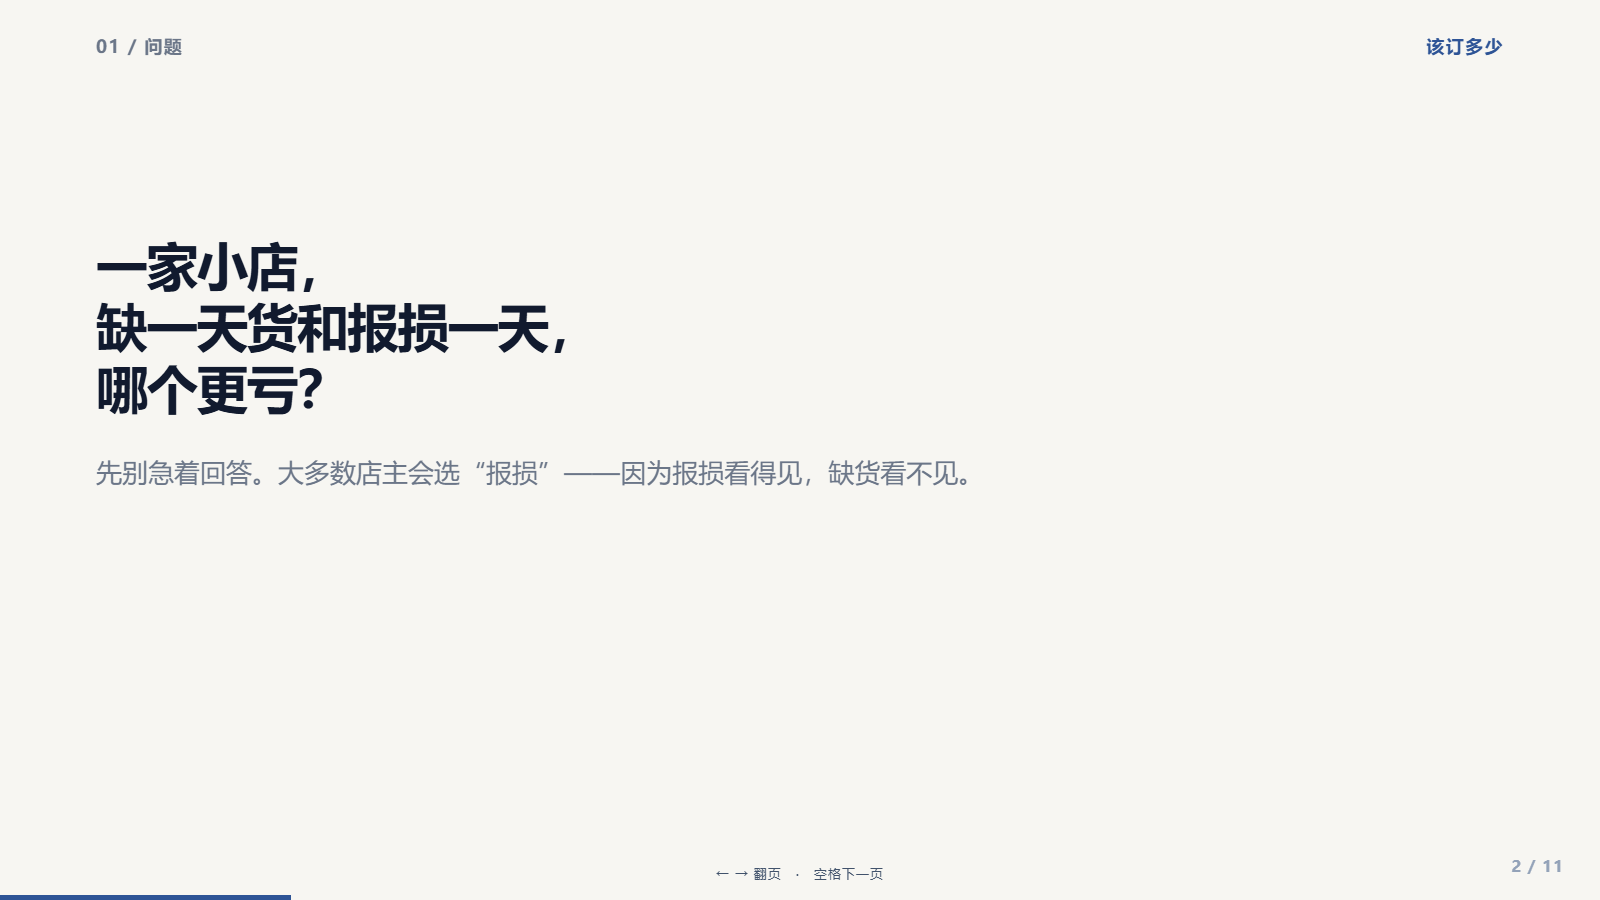 01 / 问题
该订多少
一家小店，
缺一天货和报损一天，
哪个更亏？
先别急着回答。大多数店主会选“报损”——因为报损看得见，缺货看不见。
← → 翻页 · 空格下一页
2 / 11